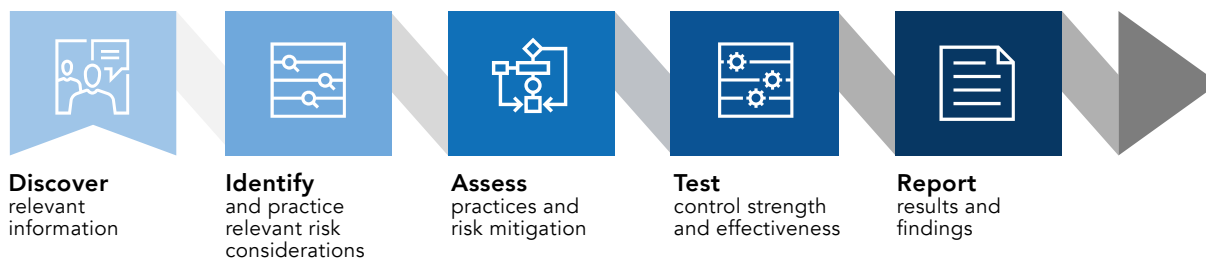 Discover
relevant
information
Identify
and practice
relevant risk
considerations
Assess
practices and
risk mitigation
Test
control strength
and effectiveness
Report
results and
findings